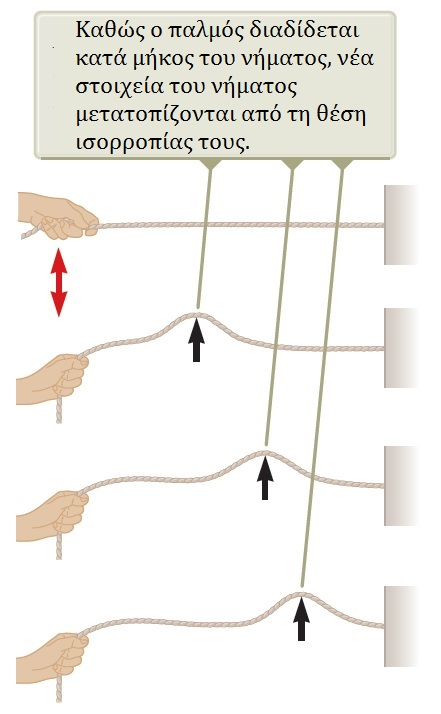 Καθώς ο παλμός διαδίδεται
κατά μήκος του νήματος, νέα
στοιχεία του νήματος
μετατοπίζονται από τη θέση
ισορροπίας τους.